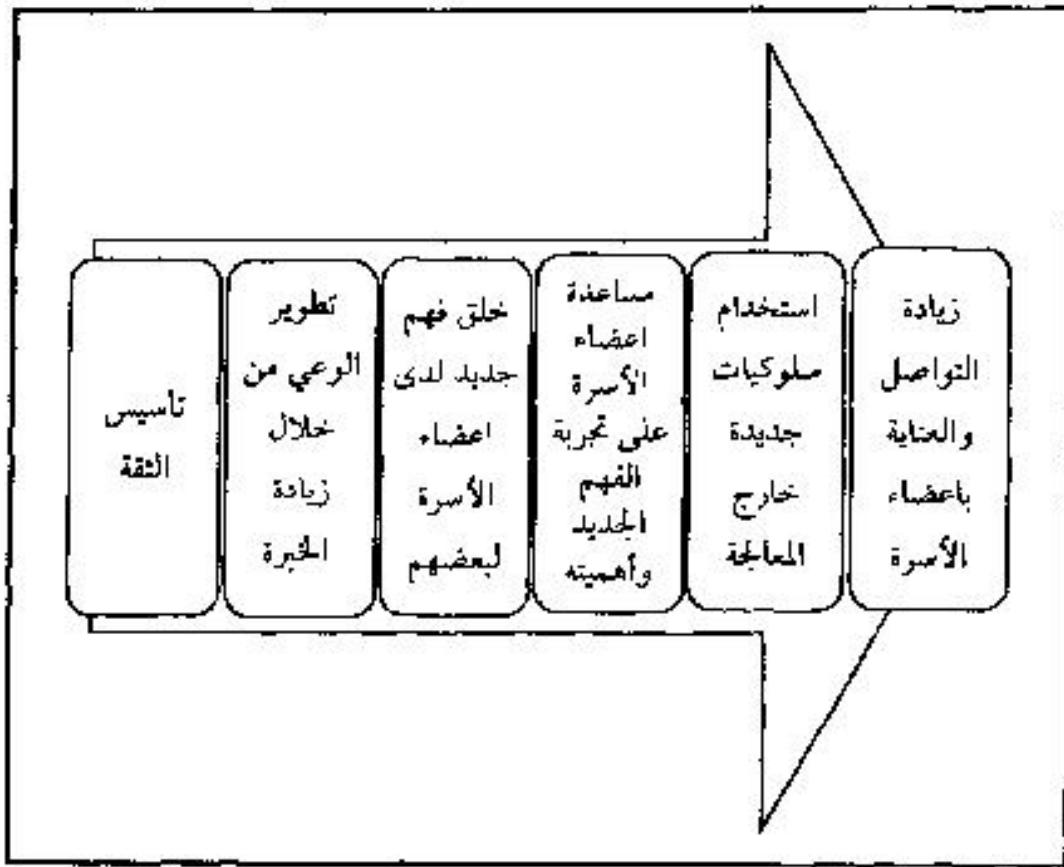 تأسيس
الثقة
تطوير
الوعي من
خلال
زيادة
الخبرة
خلق فهم
جديد لدى
اعضاء
الأسرة
لبعضهم
مساعدة
اعضاء
الأسرة
على تجربة
الفهم
الجديد
وأهميته
استخدام
سلوكيات
جديدة
خارج
المعالجة
زيادة
التواصل
والعناية
باعضاء
الأسرة